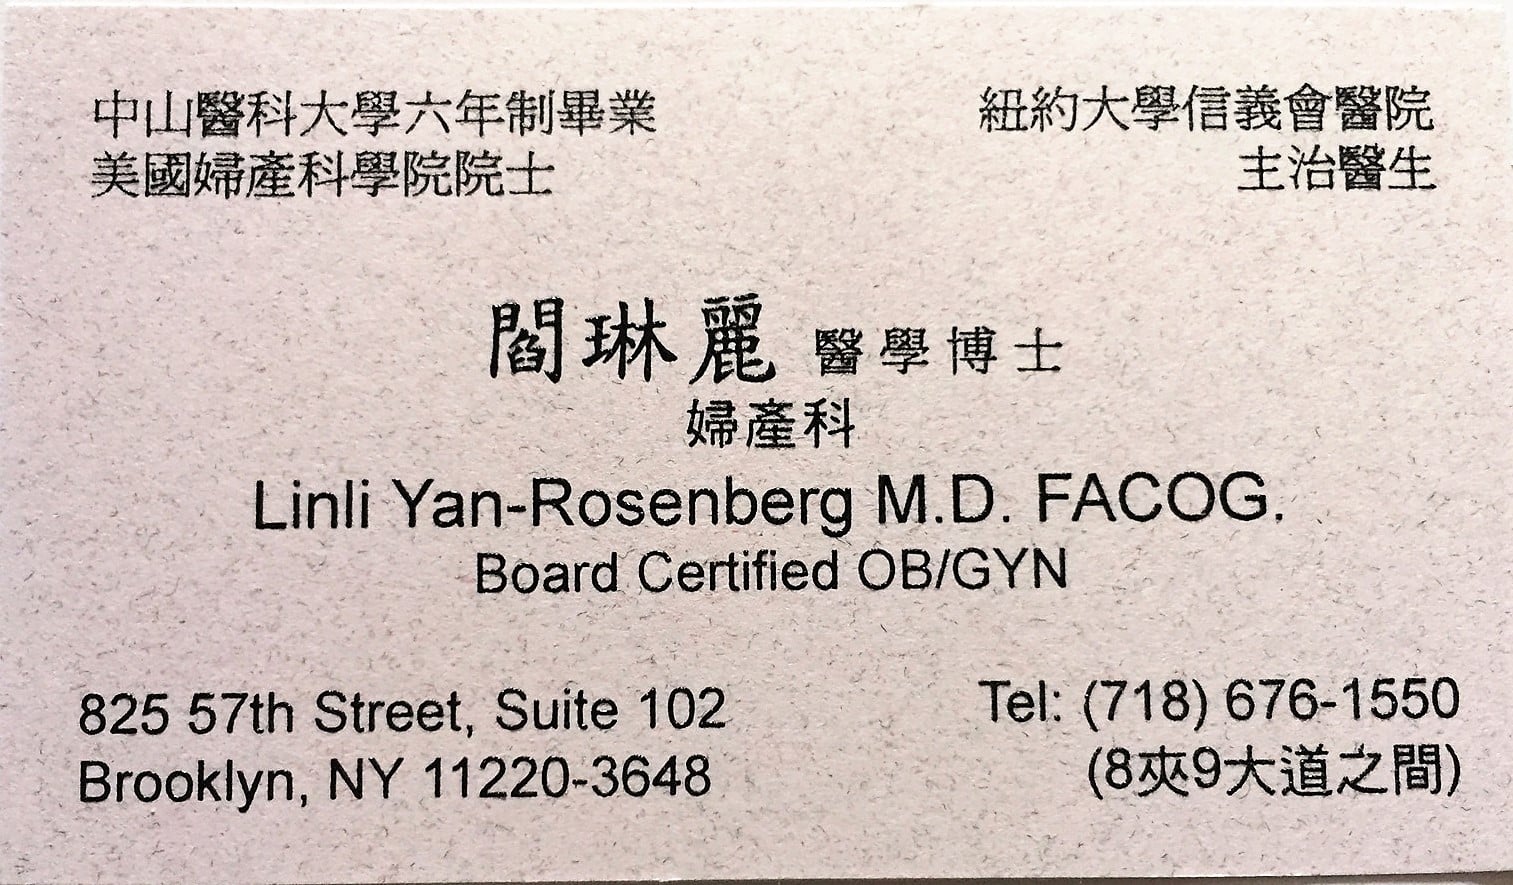 中山醫科大學六年制畢業
美國婦產科學院院士
紐約大學信義會醫院
主治醫生
閻琳麗 醫學博士
婦產科
Linli Yan-Rosenberg M.D. FACOG.
Board Certified OB/GYN
825 57th Street, Suite 102
Brooklyn, NY 11220-3648
Tel: (718) 676-1550
(8夾9大道之間)